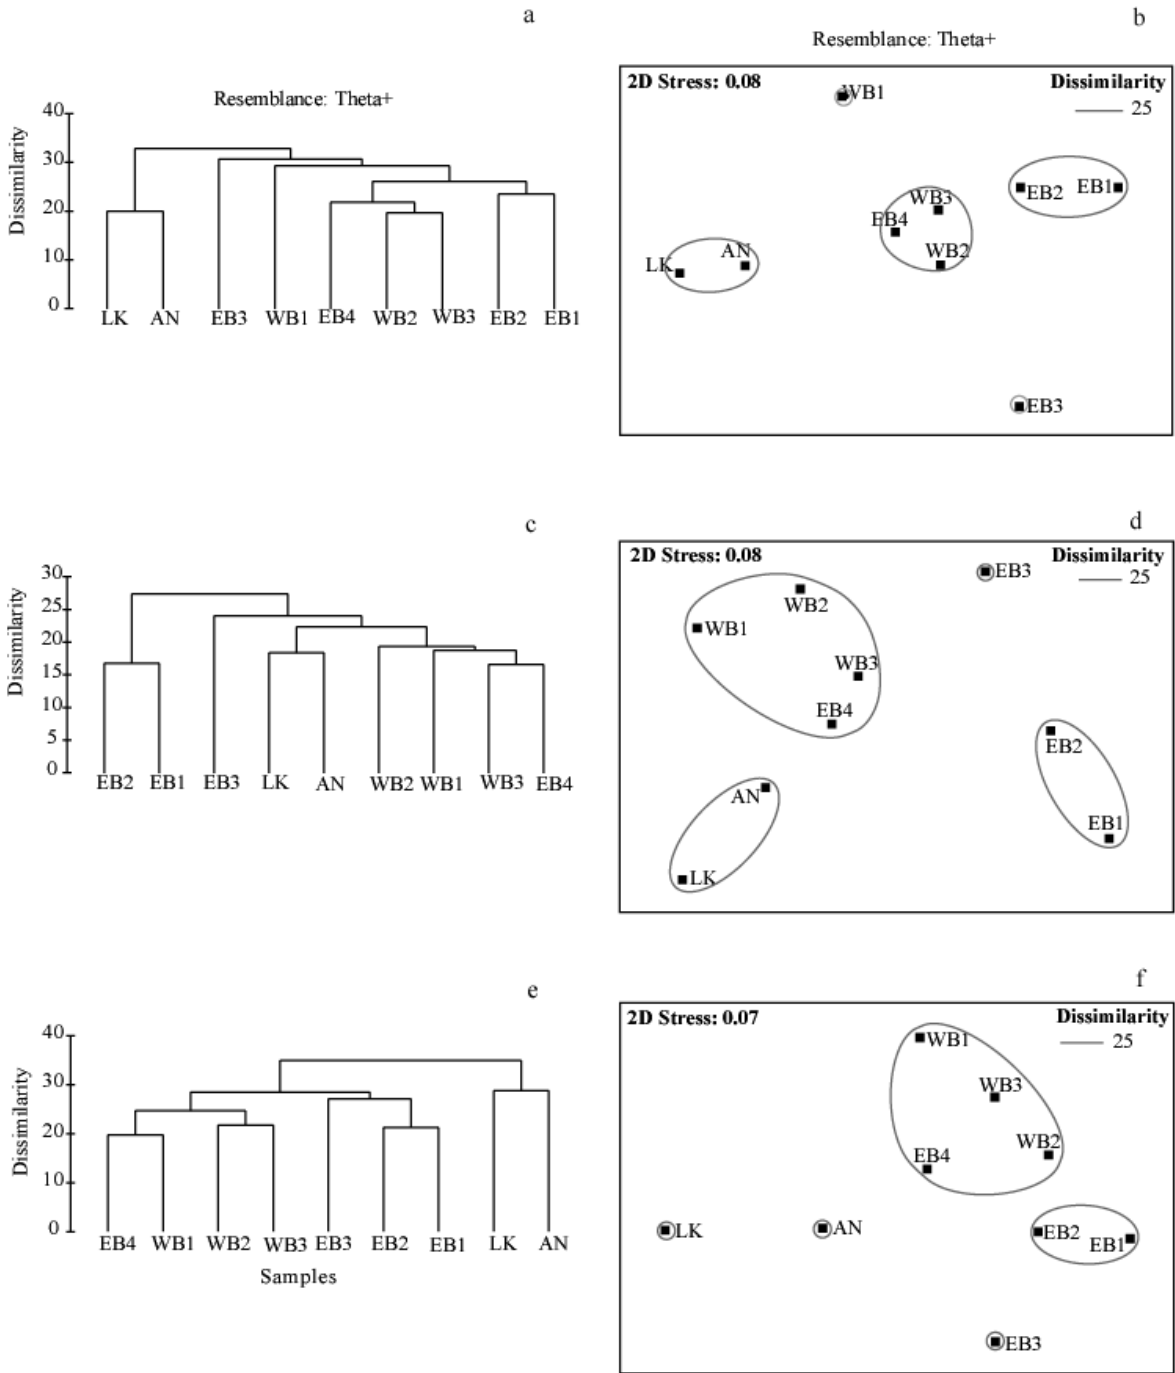 a
Resemblance: Theta+
40
30
20
10
0
Dissimilarity
LK AN EB3 WB1 EB4 WB2 WB3 EB2 EB1
b
Resemblance: Theta+
2D Stress: 0.08
Dissimilarity
25
WB1
EB2 EB1
WB3
EB4
WB2
AN
LK
EB3
c
30
25
20
15
10
5
0
Dissimilarity
EB2 EB1 EB3 LK AN WB2 WB1 WB3 EB4
d
2D Stress: 0.08
Dissimilarity
25
EB3
WB2
WB1
WB3
EB4
EB2
AN
EB1
LK
e
40
30
20
10
0
Dissimilarity
EB4 WB1 WB2 WB3 EB3 EB2 EB1 LK AN
Samples
f
2D Stress: 0.07
Dissimilarity
25
WB1
WB3
WB2
EB4
LK AN EB2 EB1
EB3